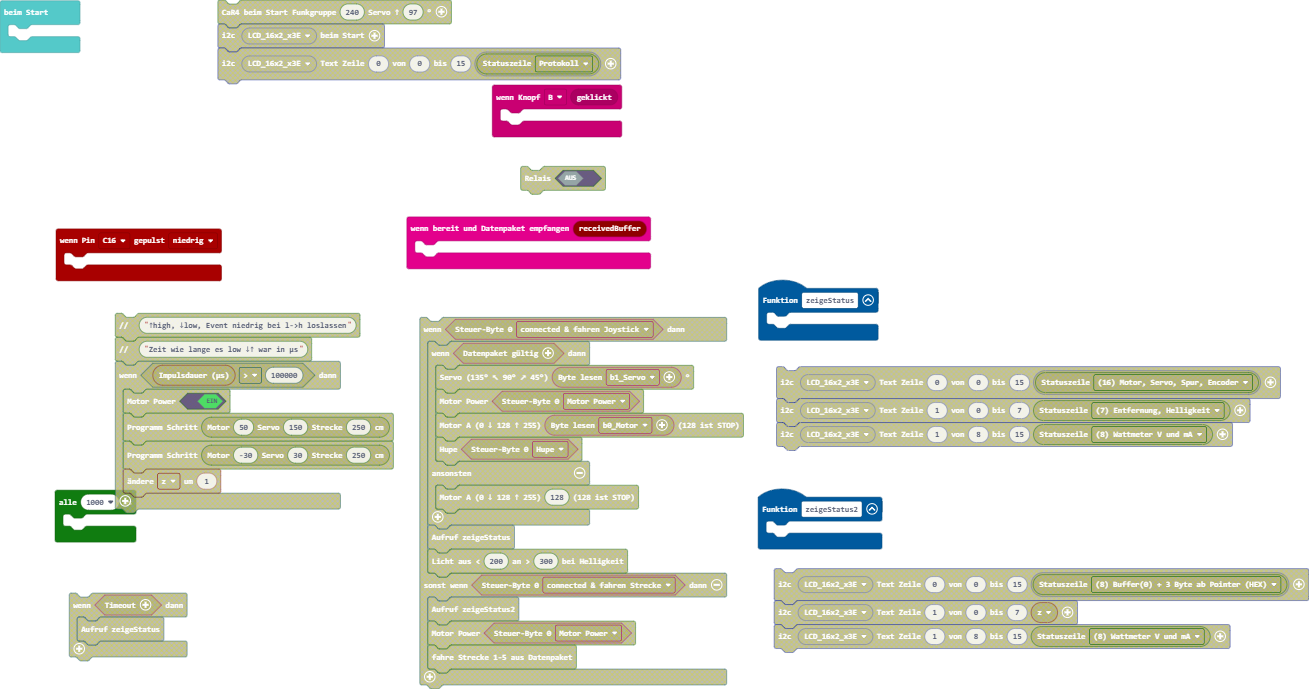 beim Start
Ca₪4 beim Start Funkgruppe 240 Servo ↑ 97 °
i2c LCD_16x2_x3E beim Start
i2c LCD_16x2_x3E Text Zeile 0 von 0 bis 15 Statuszeile Protokoll
wenn Knopf B geklickt
Relais AUS
wenn Pin C16 gepulst niedrig
wenn bereit und Datenpaket empfangen receivedBuffer
// "↑high, ↓low, Event niedrig bei l->h loslassen"
// "Zeit wie lange es low ↓↑ war in µs"
wenn Impulsdauer (µs) > 100000 dann
Motor Power EIN
Programm Schritt Motor 50 Servo 150 Strecke 250 cm
Programm Schritt Motor -30 Servo 30 Strecke 250 cm
ändere z um 1
alle 1000
wenn Timeout dann
Aufruf zeigeStatus
wenn Steuer-Byte 0 connected & fahren Joystick dann
wenn Datenpaket gültig dann
Servo (135° ↖ 90° ↗ 45°) Byte lesen b1_Servo °
Motor Power Steuer-Byte 0 Motor Power
Motor A (0 ↓ 128 ↑ 255) Byte lesen b0_Motor (128 ist STOP)
Hupe Steuer-Byte 0 Hupe
ansonsten
Motor A (0 ↓ 128 ↑ 255) 128 (128 ist STOP)
Aufruf zeigeStatus
Licht aus < 200 an > 300 bei Helligkeit
sonst wenn Steuer-Byte 0 connected & fahren Strecke dann
Aufruf zeigeStatus2
Motor Power Steuer-Byte 0 Motor Power
fahre Strecke 1-5 aus Datenpaket
Funktion zeigeStatus
i2c LCD_16x2_x3E Text Zeile 0 von 0 bis 15 Statuszeile (16) Motor, Servo, Spur, Encoder
i2c LCD_16x2_x3E Text Zeile 1 von 0 bis 7 Statuszeile (7) Entfernung, Helligkeit
i2c LCD_16x2_x3E Text Zeile 1 von 8 bis 15 Statuszeile (8) Wattmeter V und mA
Funktion zeigeStatus2
i2c LCD_16x2_x3E Text Zeile 0 von 0 bis 15 Statuszeile (8) Buffer(0) + 3 Byte ab Pointer (HEX)
i2c LCD_16x2_x3E Text Zeile 1 von 0 bis 7 z
i2c LCD_16x2_x3E Text Zeile 1 von 8 bis 15 Statuszeile (8) Wattmeter V und mA